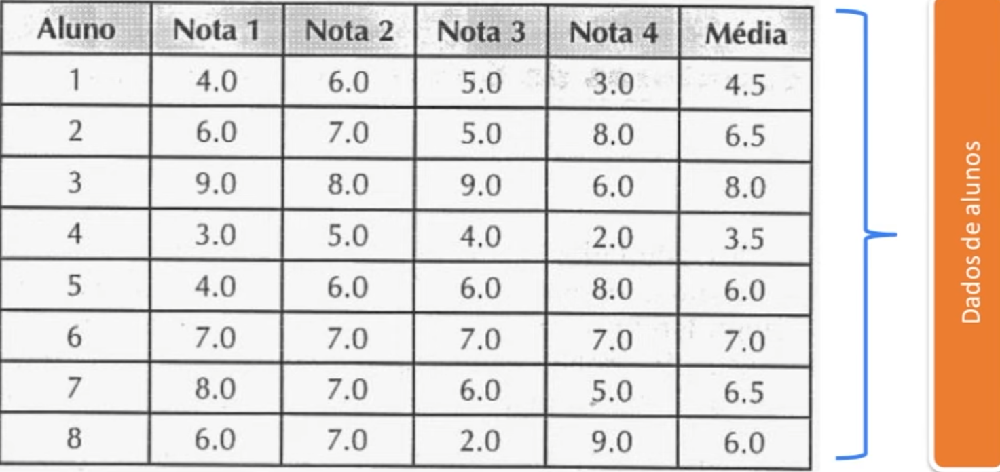 Aluno Nota 1 Nota 2 Nota 3 Nota 4 Média
1 4.0 6.0 5.0 3.0 4.5
2 6.0 7.0 5.0 8.0 6.5
3 9.0 8.0 9.0 6.0 8.0
4 3.0 5.0 4.0 2.0 3.5
5 4.0 6.0 6.0 8.0 6.0
6 7.0 7.0 7.0 7.0 7.0
7 8.0 7.0 6.0 5.0 6.5
8 6.0 7.0 2.0 9.0 6.0
Dados de alunos